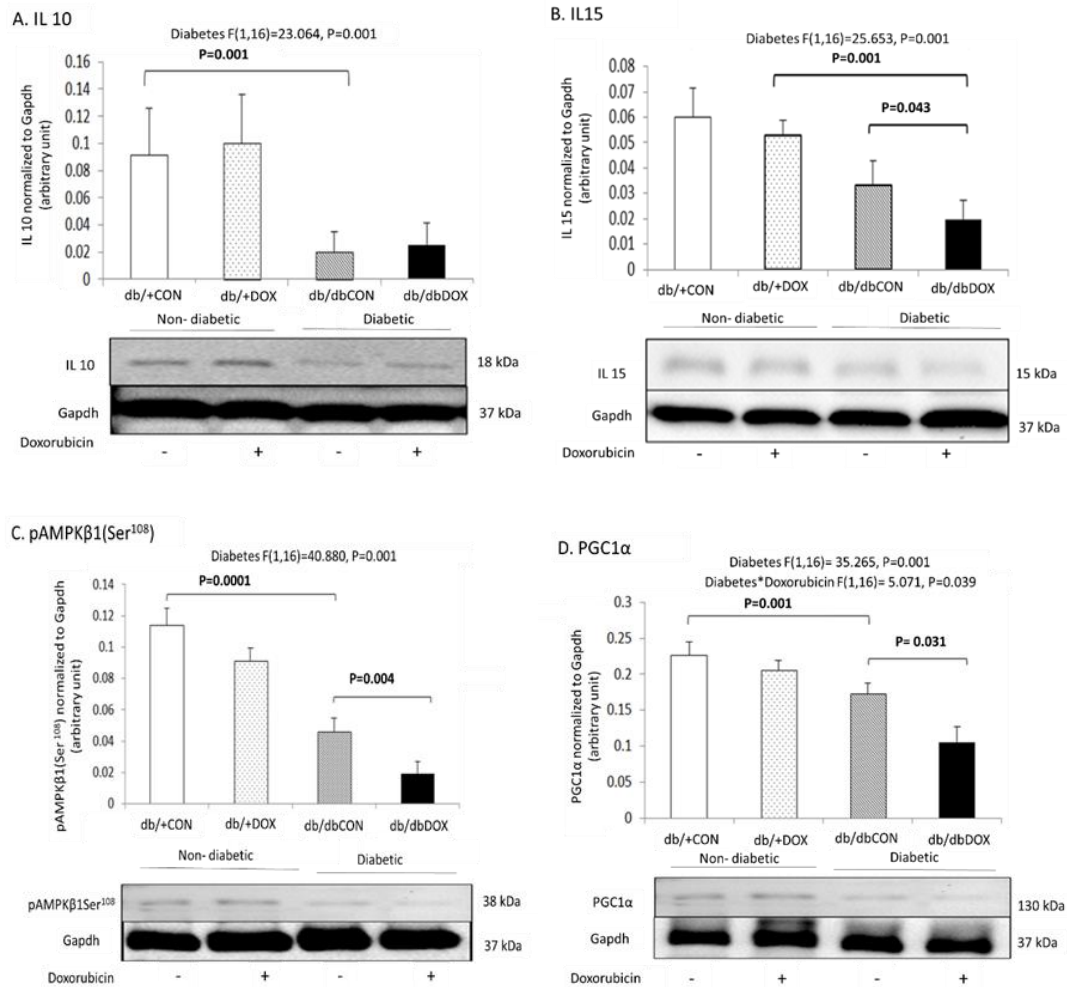 A. IL 10
Diabetes F(1,16)=23.064, P=0.001
P=0.001
IL 10 normalized to Gapdh
(arbitrary unit)
0.16
0.14
0.12
0.1
0.08
0.06
0.04
0.02
0
db/+CON db/+DOX db/dbCON db/dbDOX
Non- diabetic Diabetic
IL 10 18 kDa
Gapdh 37 kDa
Doxorubicin - + - +
B. IL15
Diabetes F(1,16)=25.653, P=0.001
P=0.001
P=0.043
IL 15 normalized to Gapdh
(arbitrary unit)
0.08
0.07
0.06
0.05
0.04
0.03
0.02
0.01
0
db/+CON db/+DOX db/dbCON db/dbDOX
Non- diabetic Diabetic
IL 15 15 kDa
Gapdh 37 kDa
Doxorubicin - + - +
C. pAMPKβ1(Ser¹⁰⁸)
Diabetes F(1,16)=40.880, P=0.001
P=0.0001
P=0.004
pAMPKβ1(Ser ¹⁰⁸) normalized to Gapdh
(arbitrary unit)
0.14
0.12
0.1
0.08
0.06
0.04
0.02
0
db/+CON db/+DOX db/dbCON db/dbDOX
Non- diabetic Diabetic
pAMPKβ1Ser¹⁰⁸ 38 kDa
Gapdh 37 kDa
Doxorubicin - + - +
D. PGC1α
Diabetes F(1,16)= 35.265, P=0.001
Diabetes*Doxorubicin F(1,16)= 5.071, P=0.039
P=0.001
P= 0.031
PGC1α normalized to Gapdh
(arbitrary unit)
0.3
0.25
0.2
0.15
0.1
0.05
0
db/+CON db/+DOX db/dbCON db/dbDOX
Non- diabetic Diabetic
PGC1α 130 kDa
Gapdh 37 kDa
Doxorubicin - + - +